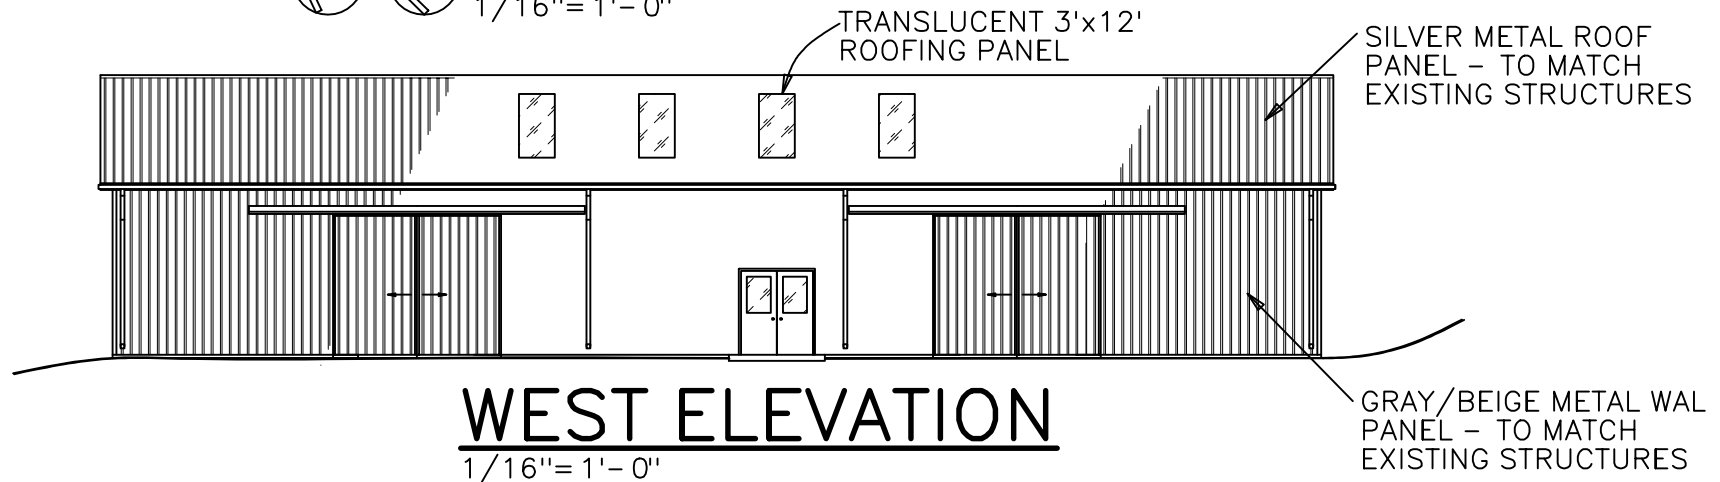 1/16"= 1'- 0"
TRANSLUCENT 3'x12'
ROOFING PANEL
SILVER METAL ROOF
PANEL – TO MATCH
EXISTING STRUCTURES
WEST ELEVATION
1/16"= 1'- 0"
GRAY/BEIGE METAL WAL
PANEL – TO MATCH
EXISTING STRUCTURES